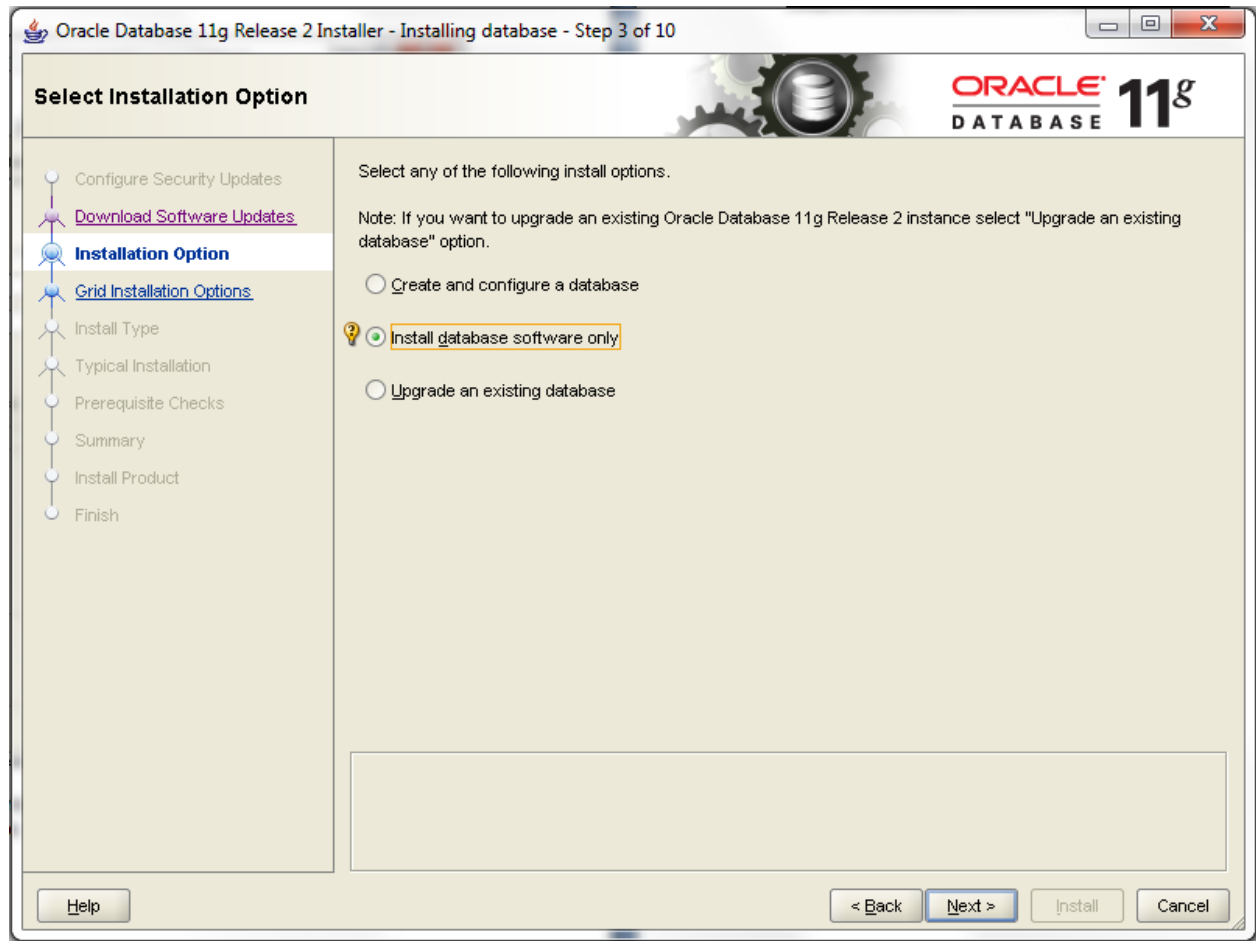 Oracle Database 11g Release 2 Installer - Installing database - Step 3 of 10
Select Installation Option
ORACLE
DATABASE
11g
Configure Security Updates
Download Software Updates
Installation Option
Grid Installation Options
Install Type
Typical Installation
Prerequisite Checks
Summary
Install Product
Finish
Select any of the following install options.
Note: If you want to upgrade an existing Oracle Database 11g Release 2 instance select "Upgrade an existing
database" option.
Create and configure a database
Install database software only
Upgrade an existing database
Help
< Back
Next >
Install
Cancel